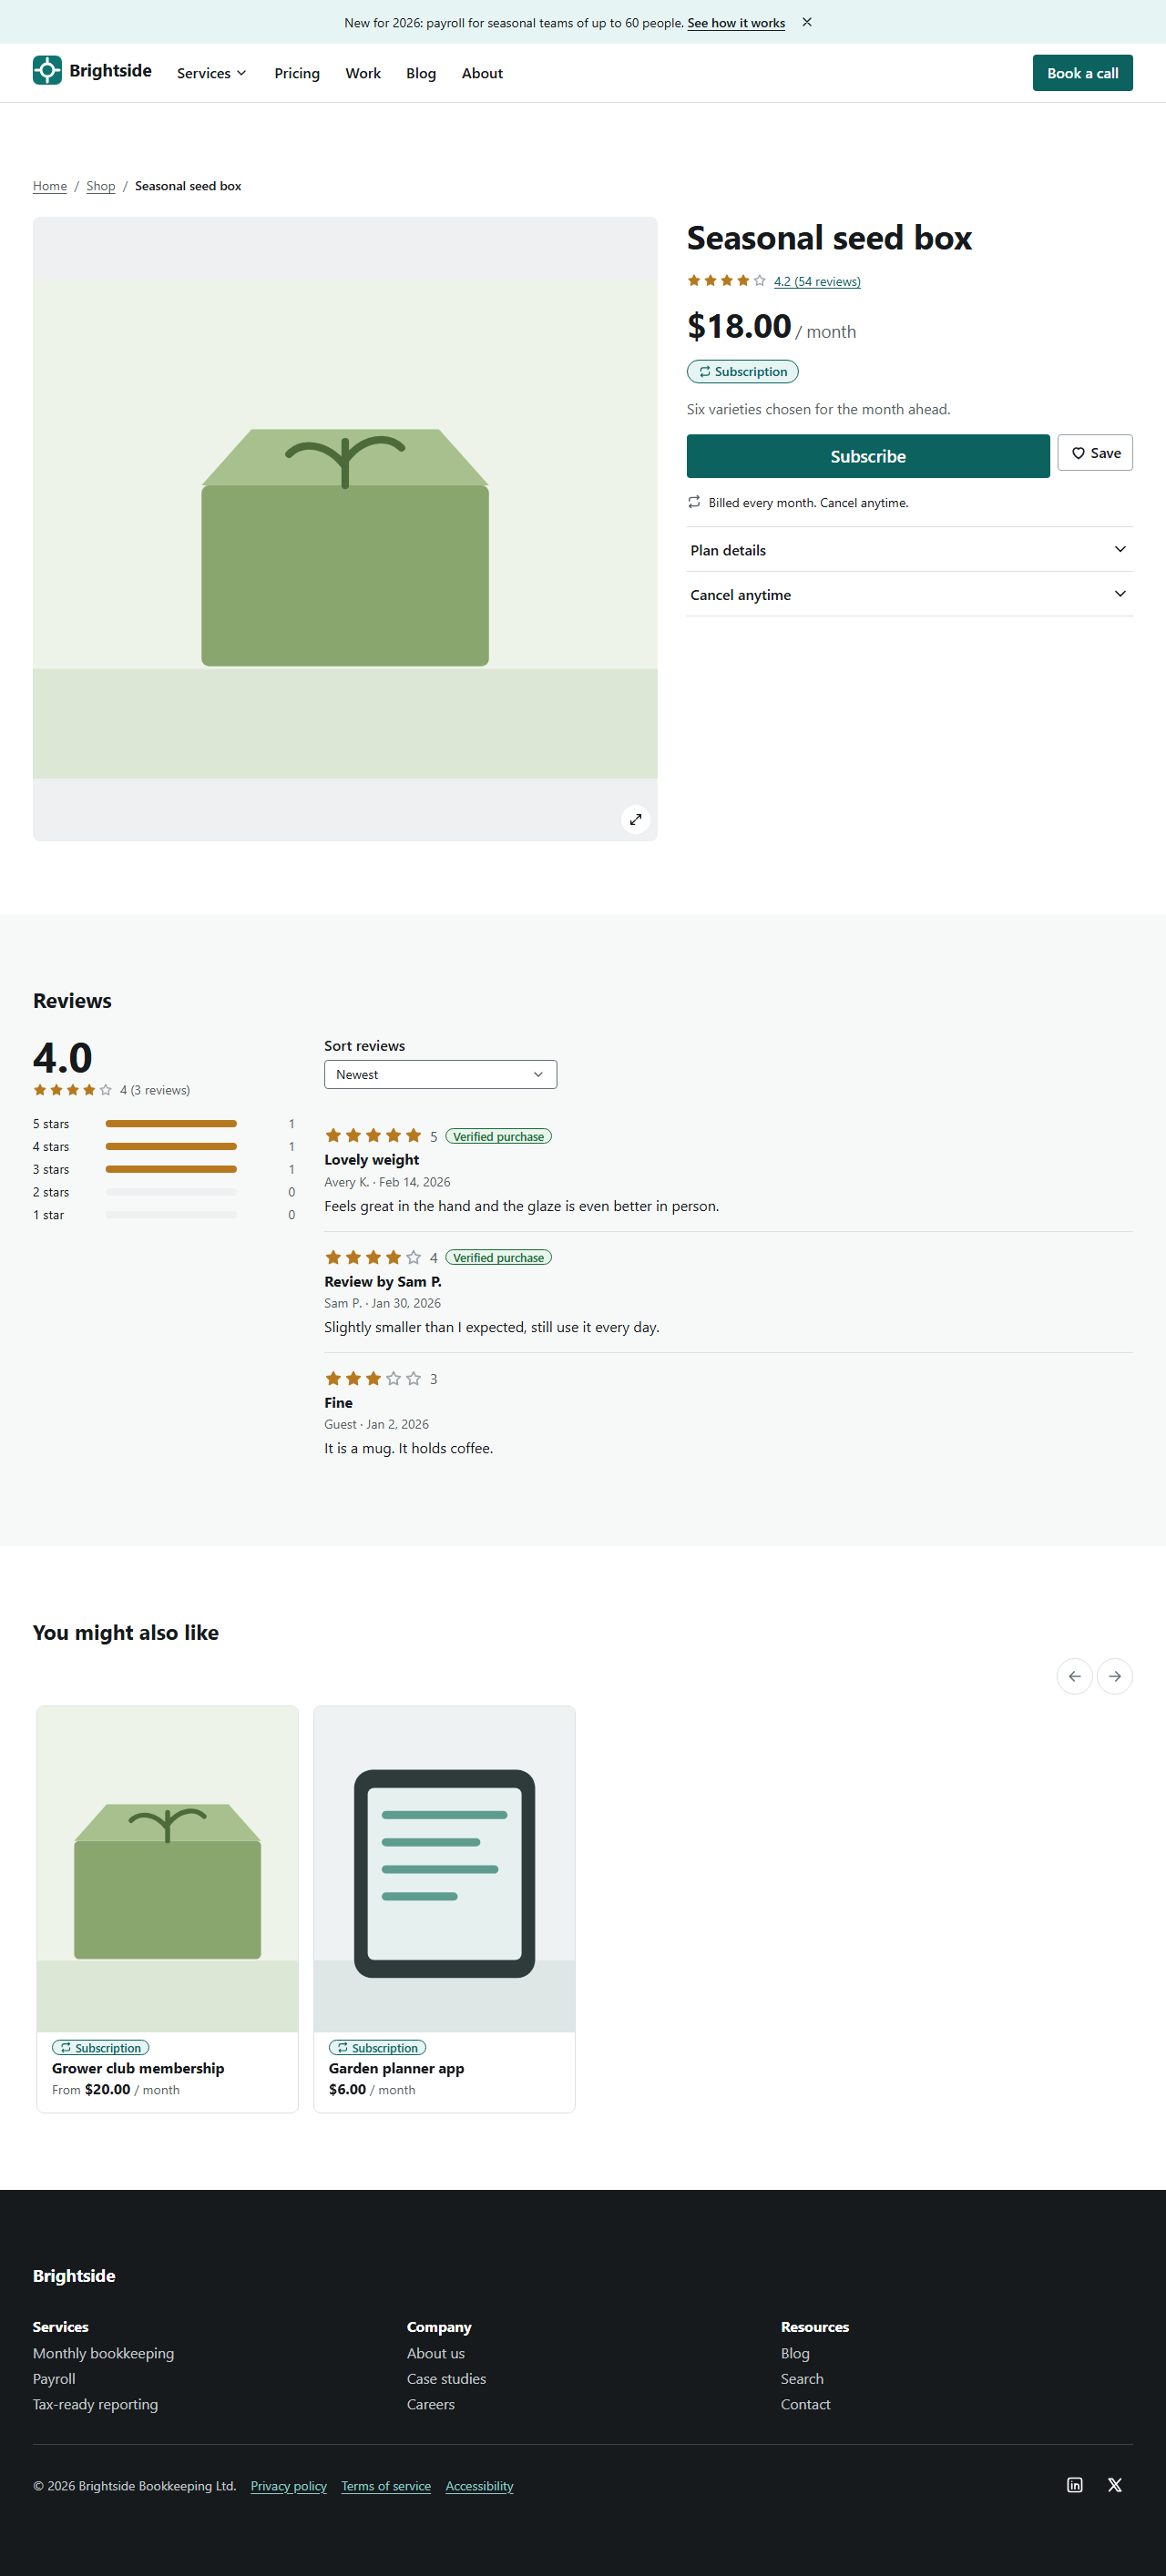 New for 2026: payroll for seasonal teams of up to 60 people. See how it works
Brightside
Services
Pricing
Work
Blog
About
Book a call
Home / Shop / Seasonal seed box
Seasonal seed box
4.2 (54 reviews)
$18.00 / month
Subscription
Six varieties chosen for the month ahead.
Subscribe
Save
Billed every month. Cancel anytime.
Plan details
Cancel anytime
Reviews
4.0
4 (3 reviews)
5 stars 1
4 stars 1
3 stars 1
2 stars 0
1 star 0
Sort reviews
Newest
5 Verified purchase
Lovely weight
Avery K. · Feb 14, 2026
Feels great in the hand and the glaze is even better in person.
4 Verified purchase
Review by Sam P.
Sam P. · Jan 30, 2026
Slightly smaller than I expected, still use it every day.
3
Fine
Guest · Jan 2, 2026
It is a mug. It holds coffee.
You might also like
Subscription
Grower club membership
From $20.00 / month
Subscription
Garden planner app
$6.00 / month
Brightside
Services
Monthly bookkeeping
Payroll
Tax-ready reporting
Company
About us
Case studies
Careers
Resources
Blog
Search
Contact
© 2026 Brightside Bookkeeping Ltd. Privacy policy Terms of service Accessibility